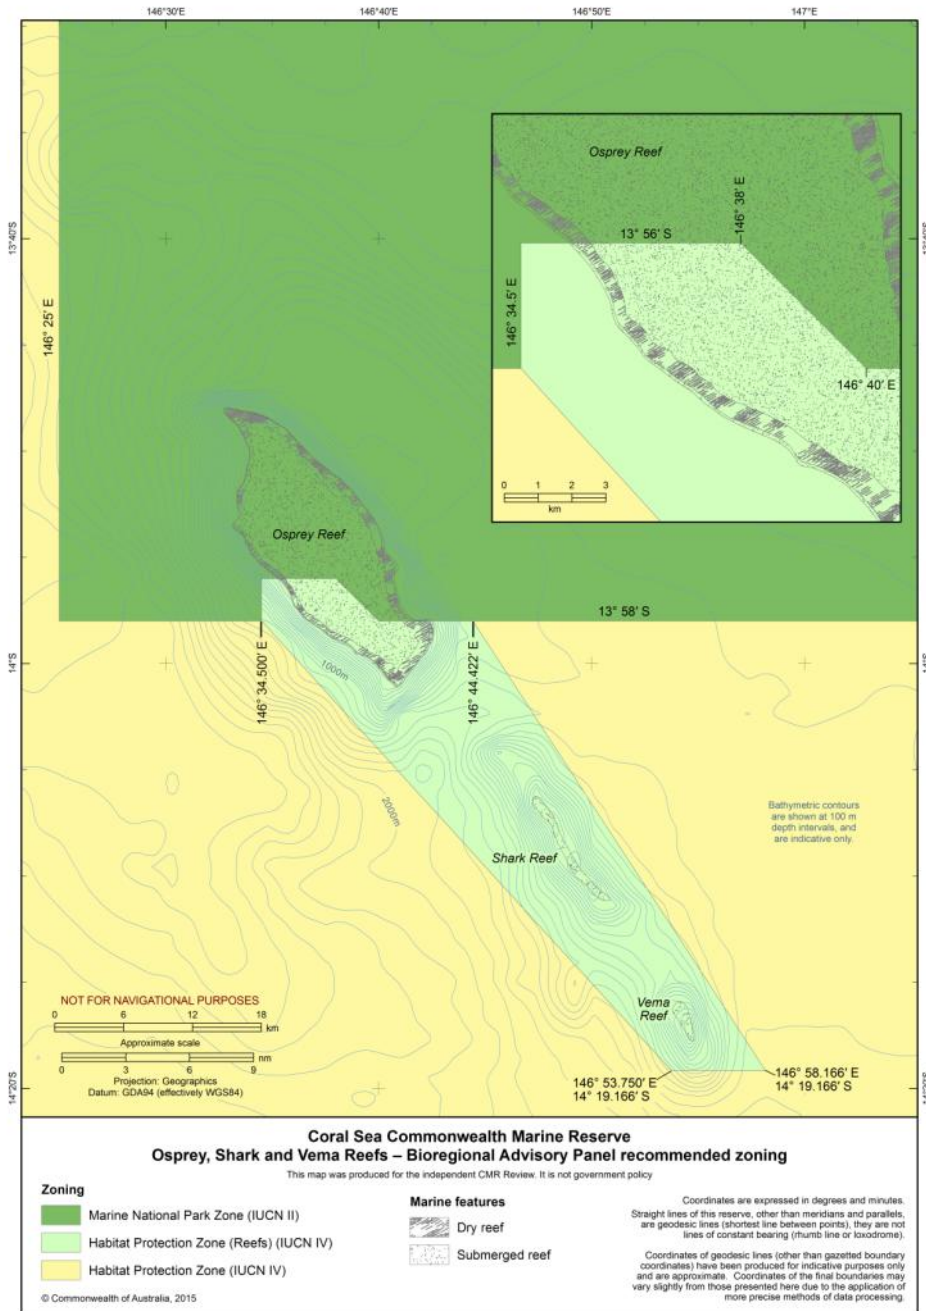 146°30'E
146°40'E
146°50'E
147°E
13°40'S
13°40'S
146° 25' E
Osprey Reef
13° 56' S
146° 38' E
146° 34.5' E
146° 40' E
0 1 2 3
km
Osprey Reef
13° 58' S
14°S
14°S
146° 34.500' E
146° 44.422' E
1000m
2000m
Bathymetric contours
are shown at 100 m
depth intervals, and
are indicative only.
Shark Reef
Vema
Reef
NOT FOR NAVIGATIONAL PURPOSES
0 6 12 18
km
Approximate scale
0 3 6 9
nm
Projection: Geographics
Datum: GDA94 (effectively WGS84)
146° 53.750' E
14° 19.166' S
146° 58.166' E
14° 19.166' S
14°20'S
Coral Sea Commonwealth Marine Reserve
Osprey, Shark and Vema Reefs – Bioregional Advisory Panel recommended zoning
This map was produced for the independent CMR Review. It is not government policy
Zoning
Marine National Park Zone (IUCN II)
Habitat Protection Zone (Reefs) (IUCN IV)
Habitat Protection Zone (IUCN IV)
© Commonwealth of Australia, 2015
Marine features
Dry reef
Submerged reef
Coordinates are expressed in degrees and minutes.
Straight lines of this reserve, other than meridians and parallels,
are geodesic lines (shortest line between points), they are not
lines of constant bearing (rhumb line or loxodrome).
Coordinates of geodesic lines (other than gazetted boundary
coordinates) have been produced for indicative purposes only
and are approximate. Coordinates of the final boundaries may
vary slightly from those presented here due to the application of
more precise methods of data processing.